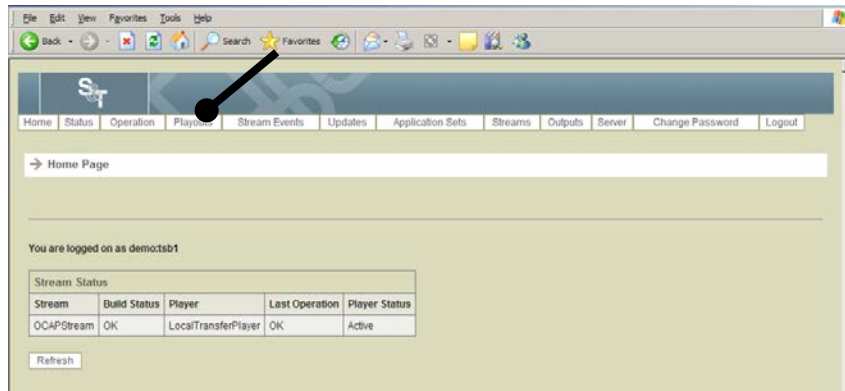 File Edit View Favorites Tools Help
Back Search Favorites
S&T
Home Status Operation Playouts Stream Events Updates Application Sets Streams Outputs Server Change Password Logout
Home Page
You are logged on as demo:tsb1
Stream Status
Stream Build Status Player Last Operation Player Status
OCAPStream OK LocalTransferPlayer OK Active
Refresh